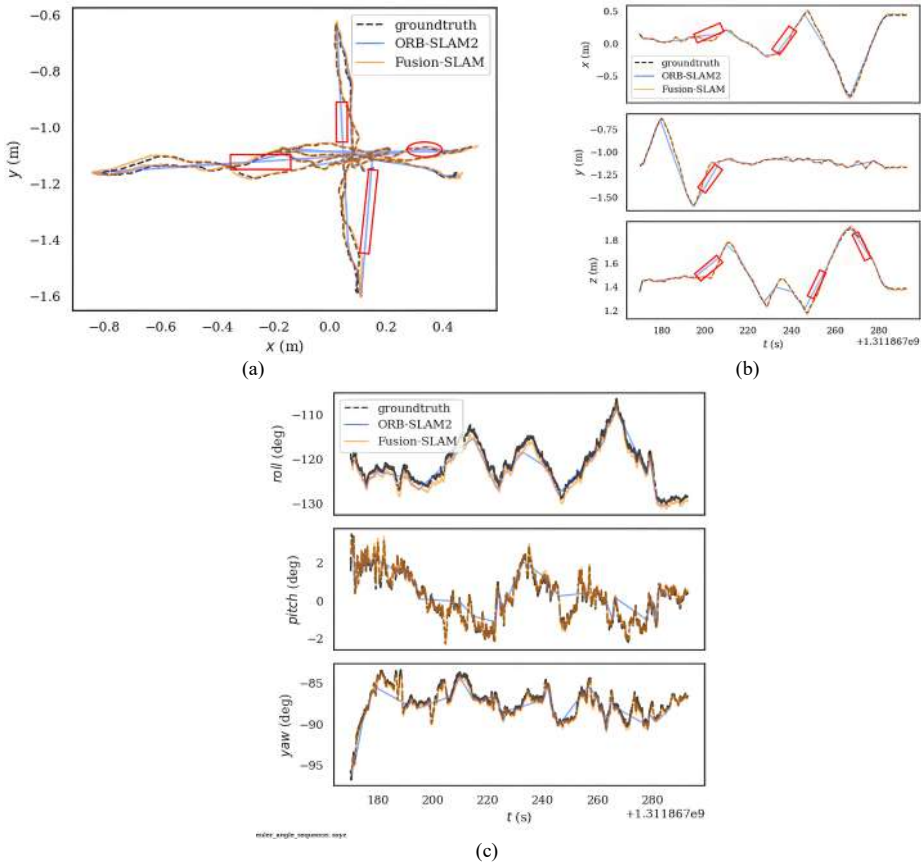 groundtruth
ORB-SLAM2
Fusion-SLAM
y (m)
−0.6
−0.8
−1.0
−1.2
−1.4
−1.6
−0.8 −0.6 −0.4 −0.2 0.0 0.2 0.4
x (m)
(a)
x (m)
0.5
0.0
−0.5
groundtruth
ORB-SLAM2
Fusion-SLAM
y (m)
−0.75
−1.00
−1.25
−1.50
z (m)
1.8
1.6
1.4
1.2
180 200 220 240 260 280
t (s)
+1.311867e9
(b)
roll (deg)
−110
−120
−130
groundtruth
ORB-SLAM2
Fusion-SLAM
pitch (deg)
2
0
−2
yaw (deg)
−85
−90
−95
180 200 220 240 260 280
t (s)
+1.311867e9
euler_angle_sequence: sxyz
(c)